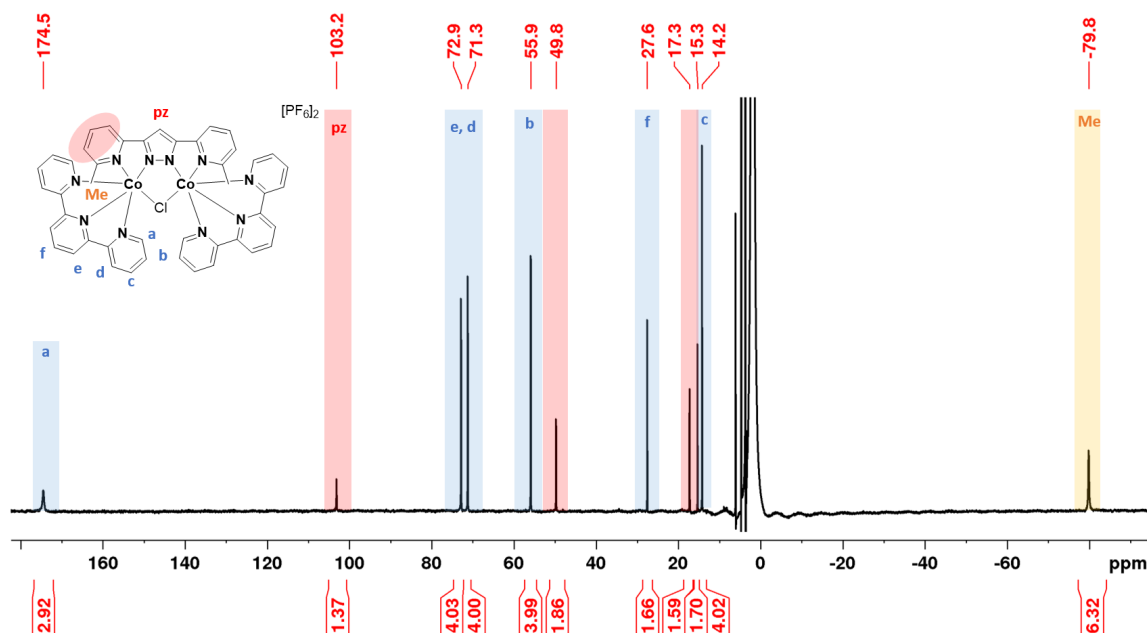 174.5
103.2
72.9
71.3
55.9
49.8
27.6
17.3
15.3
14.2
-79.8
pz
[PF6]2
N
N
N
N
N
Co
Co
N
Me
Cl
N
N
N
N
a
b
f
e
d
c
a
pz
e, d
b
f
c
Me
160
140
120
100
80
60
40
20
0
-20
-40
-60
ppm
2.92
1.37
4.03
4.00
3.99
1.86
1.66
1.59
1.70
4.02
6.32